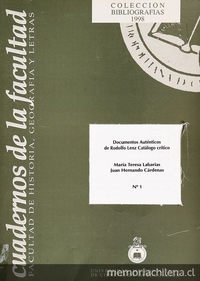 COLECCION
BIBLIOGRAFIAS
1998
cuadernos de la facultad
FACULTAD DE HISTORIA, GEOGRAFIA Y LETRAS
Documentos Auténticos
de Rodolfo Lenz Catálogo crítico
María Teresa Labarías
Juan Hernando Cárdenas
Nº 1
memoriachilena.cl